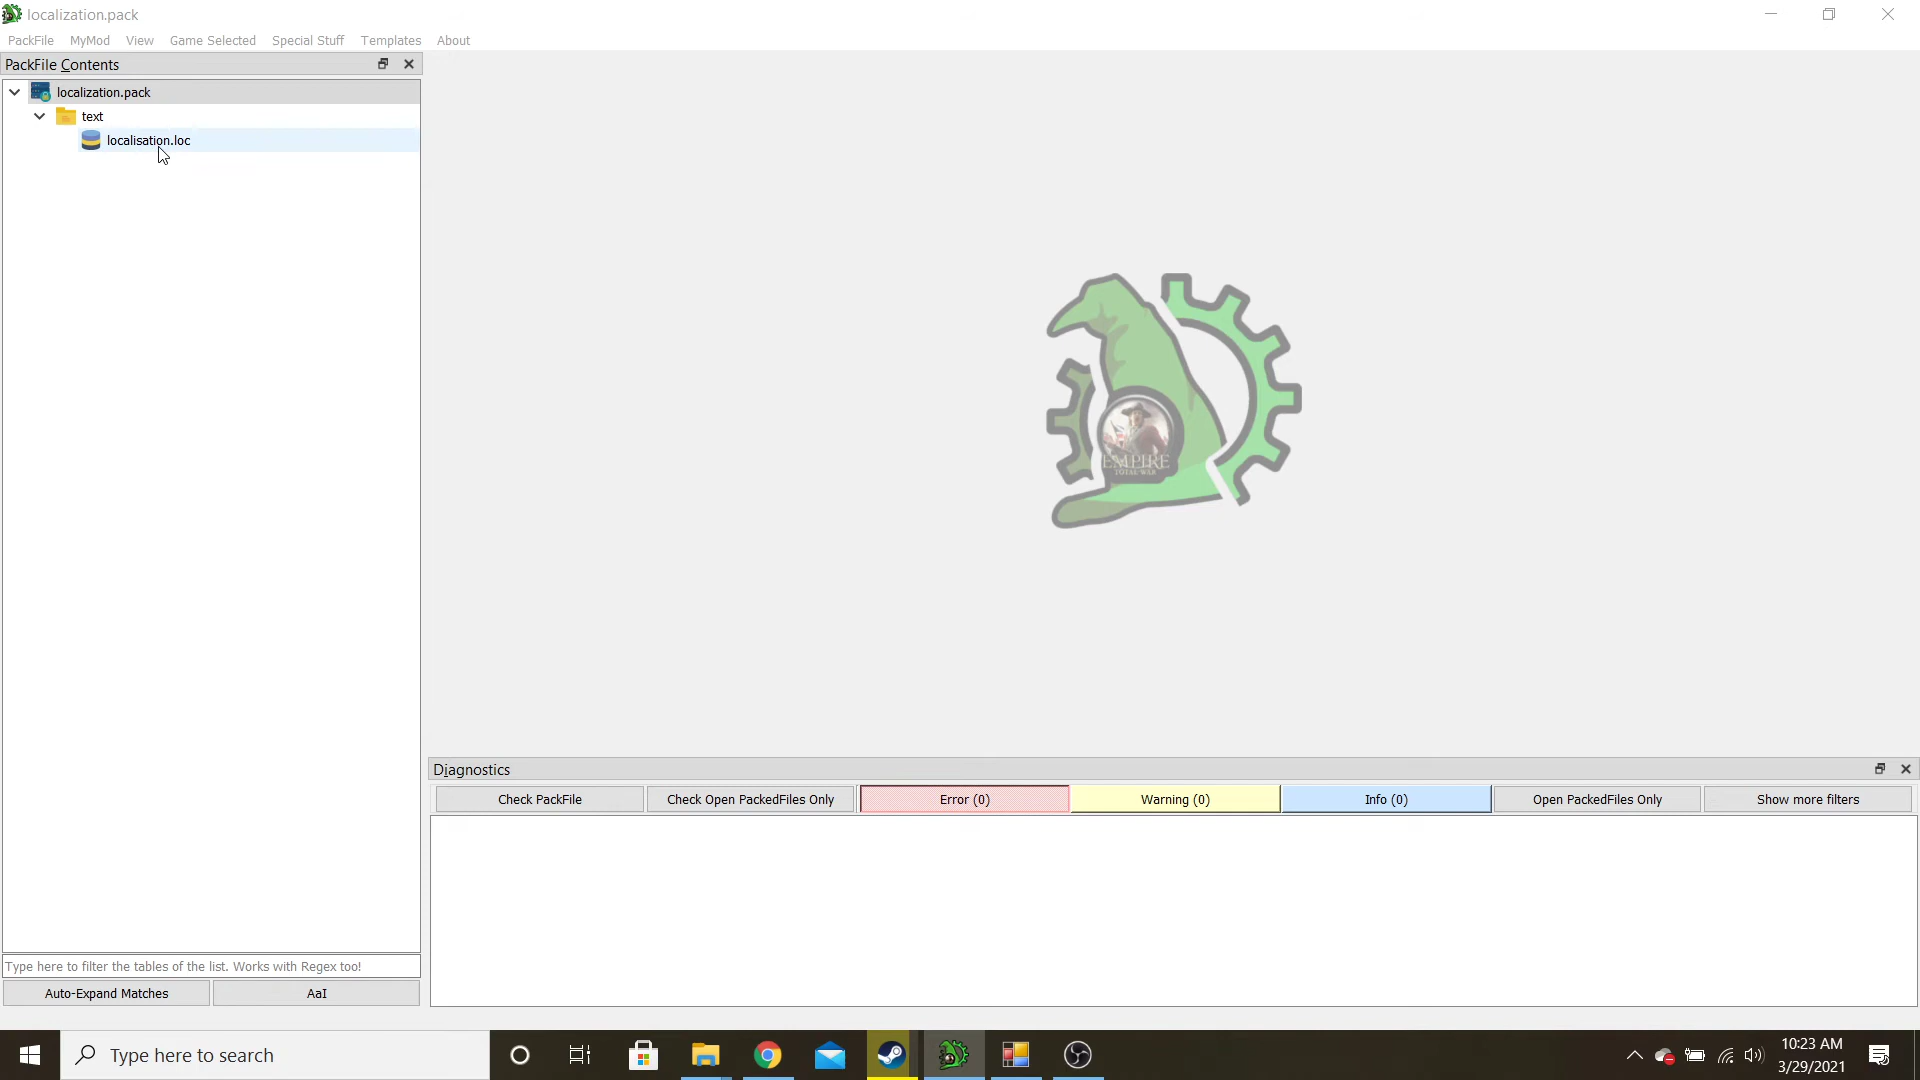 localization.pack
PackFile MyMod View Game Selected Special Stuff Templates About
PackFile Contents
localization.pack
text
localisation.loc
EMPIRE
TOTAL WAR
Diagnostics
Check PackFile Check Open PackedFiles Only Error (0) Warning (0) Info (0) Open PackedFiles Only Show more filters
Type here to filter the tables of the list. Works with Regex too!
Auto-Expand Matches AaI
Type here to search
10:23 AM
3/29/2021